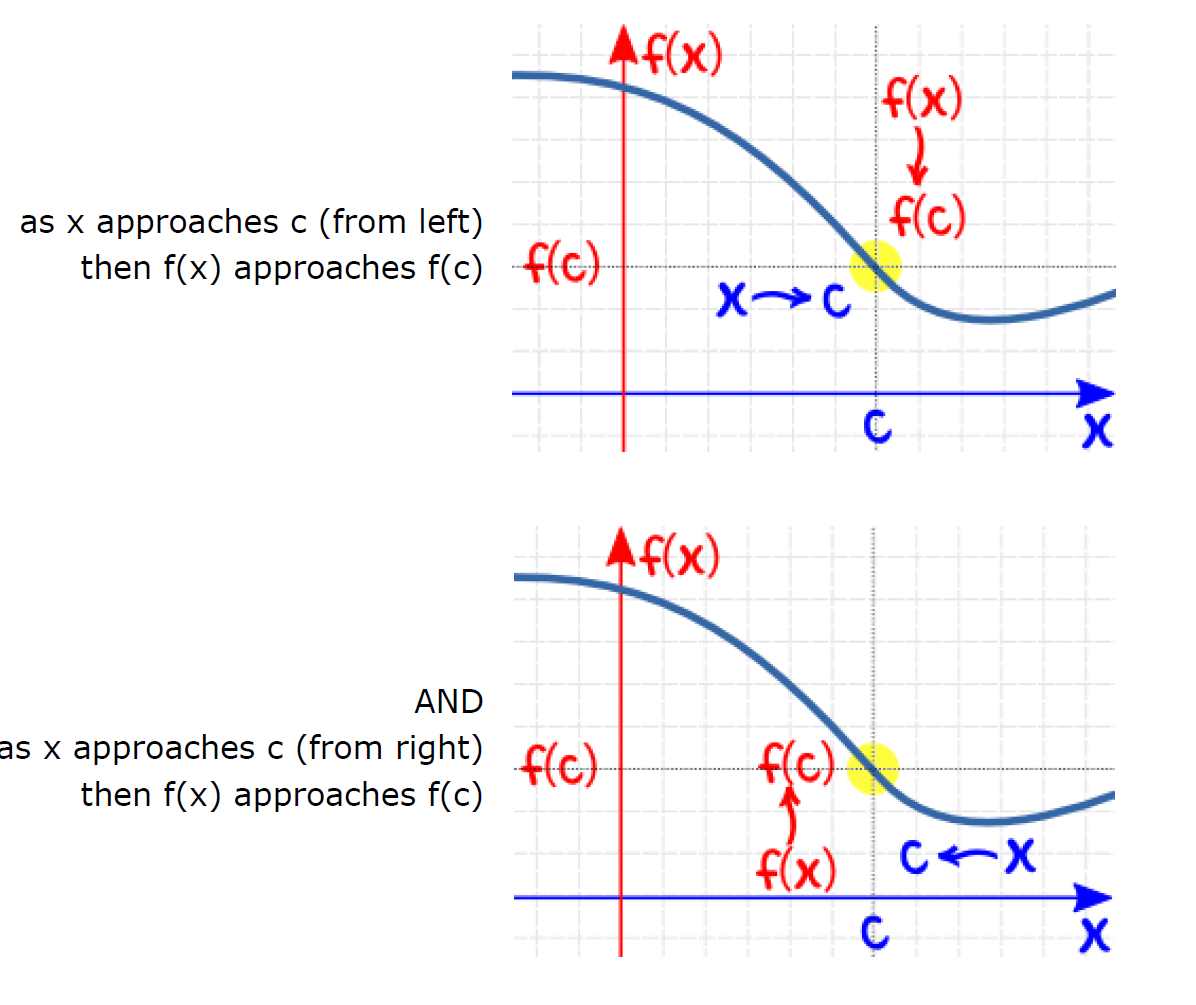 f(x)
f(x)
f(c)
as x approaches c (from left)
then f(x) approaches f(c)
f(c)
x c
c
x
f(x)
AND
as x approaches c (from right)
then f(x) approaches f(c)
f(c)
f(c)
f(x)
c x
c
x